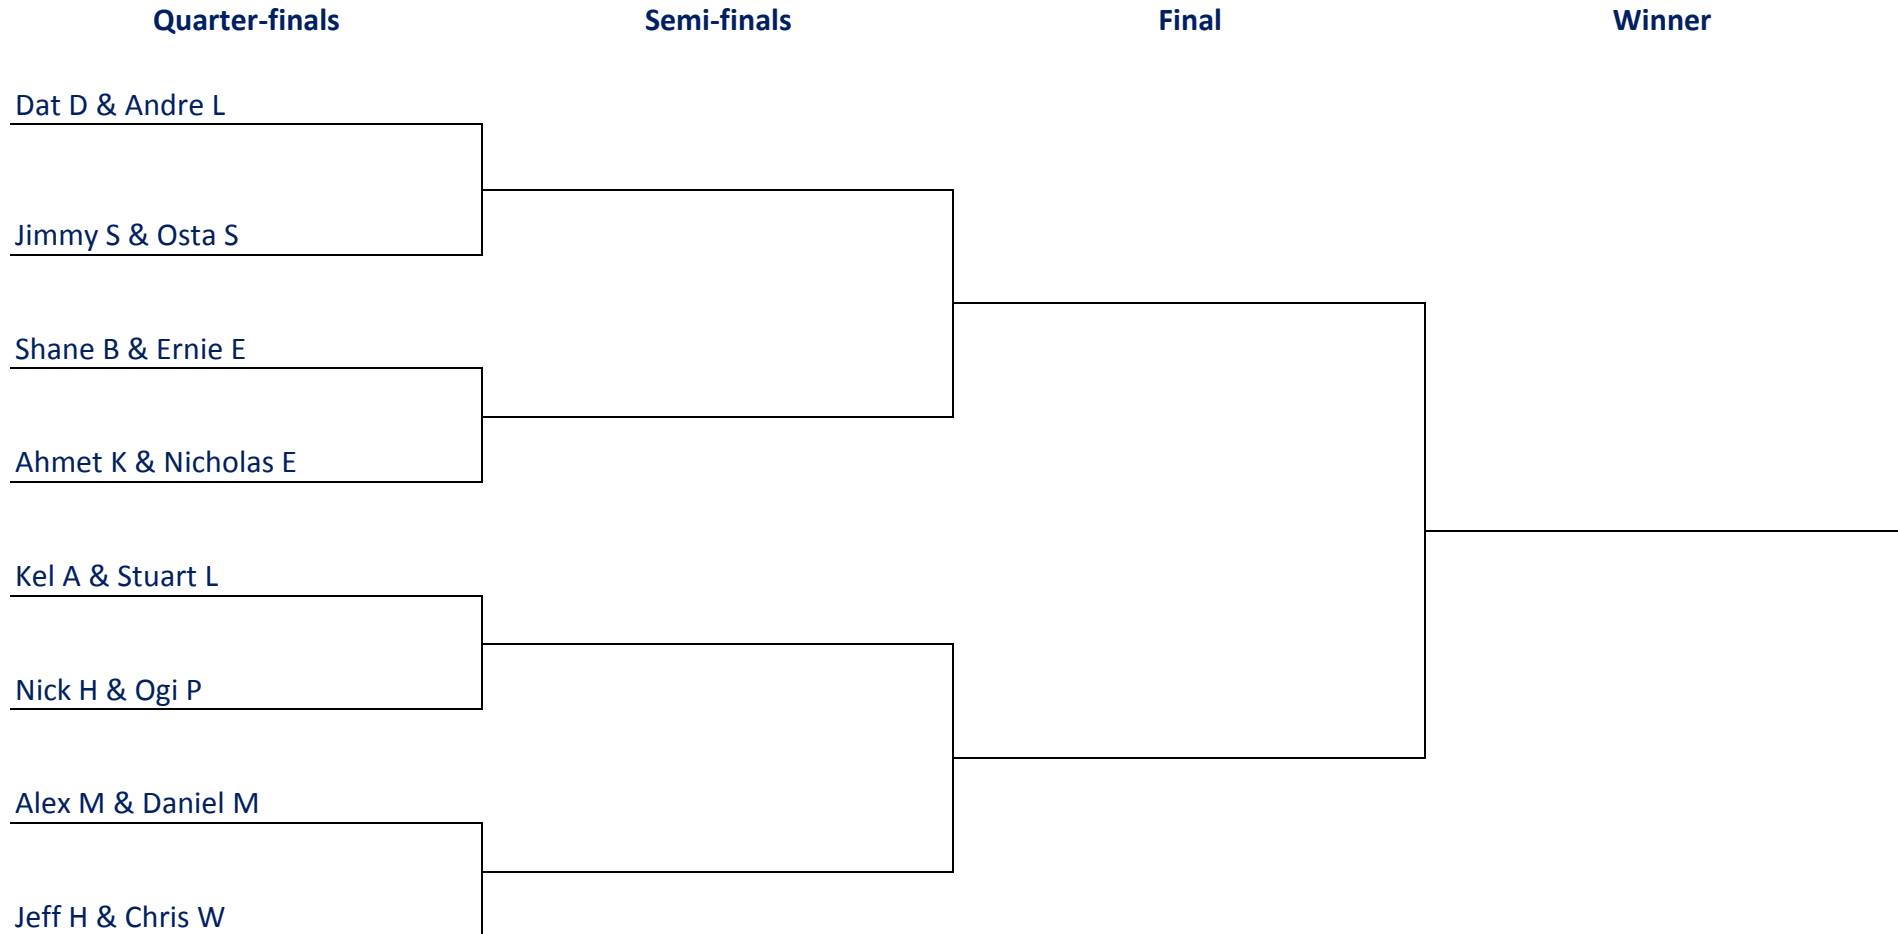 Quarter-finals Semi-finals Final Winner
Dat D & Andre L
Jimmy S & Osta S
Shane B & Ernie E
Ahmet K & Nicholas E
Kel A & Stuart L
Nick H & Ogi P
Alex M & Daniel M
Jeff H & Chris W